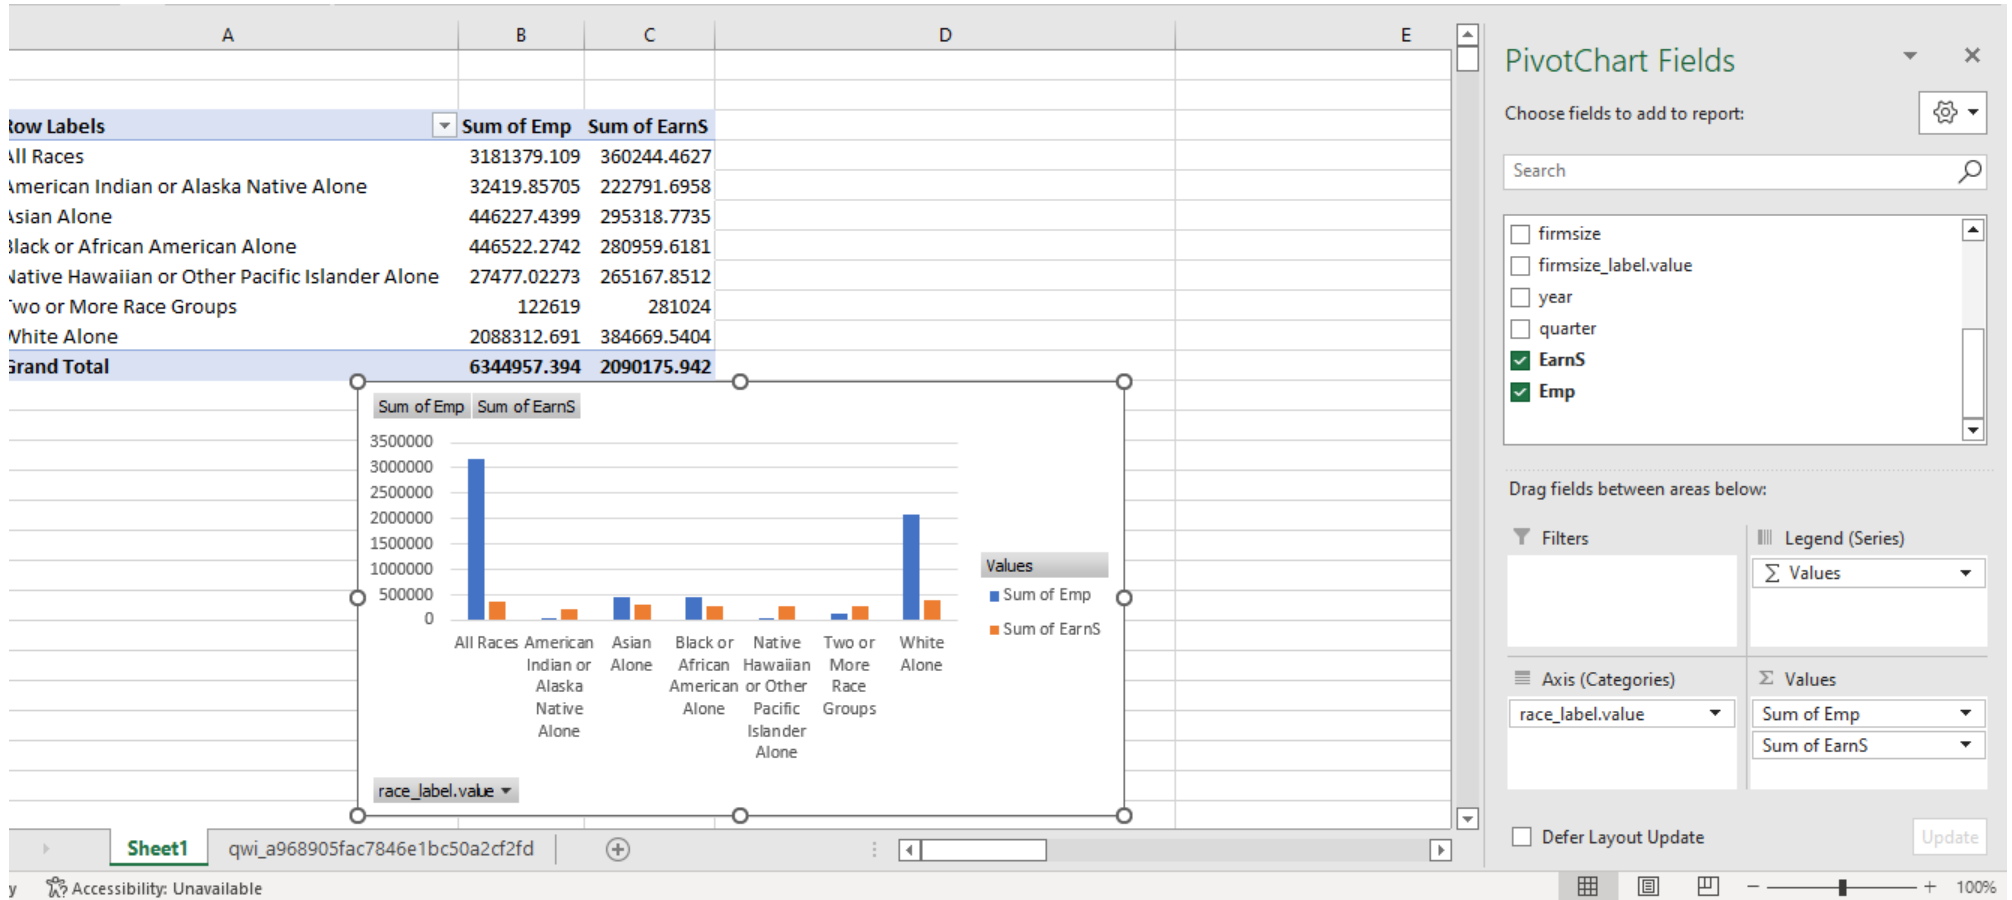 A B C D E
Row Labels Sum of Emp Sum of EarnS
All Races 3181379.109 360244.4627
American Indian or Alaska Native Alone 32419.85705 222791.6958
Asian Alone 446227.4399 295318.7735
Black or African American Alone 446522.2742 280959.6181
Native Hawaiian or Other Pacific Islander Alone 27477.02273 265167.8512
Two or More Race Groups 122619 281024
White Alone 2088312.691 384669.5404
Grand Total 6344957.394 2090175.942
Sum of Emp Sum of EarnS
3500000
3000000
2500000
2000000
1500000
1000000
500000
0
All Races
American
Indian or
Alaska
Native
Alone
Asian
Alone
Black or
African
American
Alone
Native
Hawaiian
or Other
Pacific
Islander
Alone
Two or
More
Race
Groups
White
Alone
Values
Sum of Emp
Sum of EarnS
race_label.value
Sheet1 qwi_a968905fac7846e1bc50a2cf2fd
y Accessibility: Unavailable
PivotChart Fields
Choose fields to add to report:
Search
firmsize
firmsize_label.value
year
quarter
EarnS
Emp
Drag fields between areas below:
Filters
Legend (Series)
Σ Values
Axis (Categories)
race_label.value
Σ Values
Sum of Emp
Sum of EarnS
Defer Layout Update Update
100%